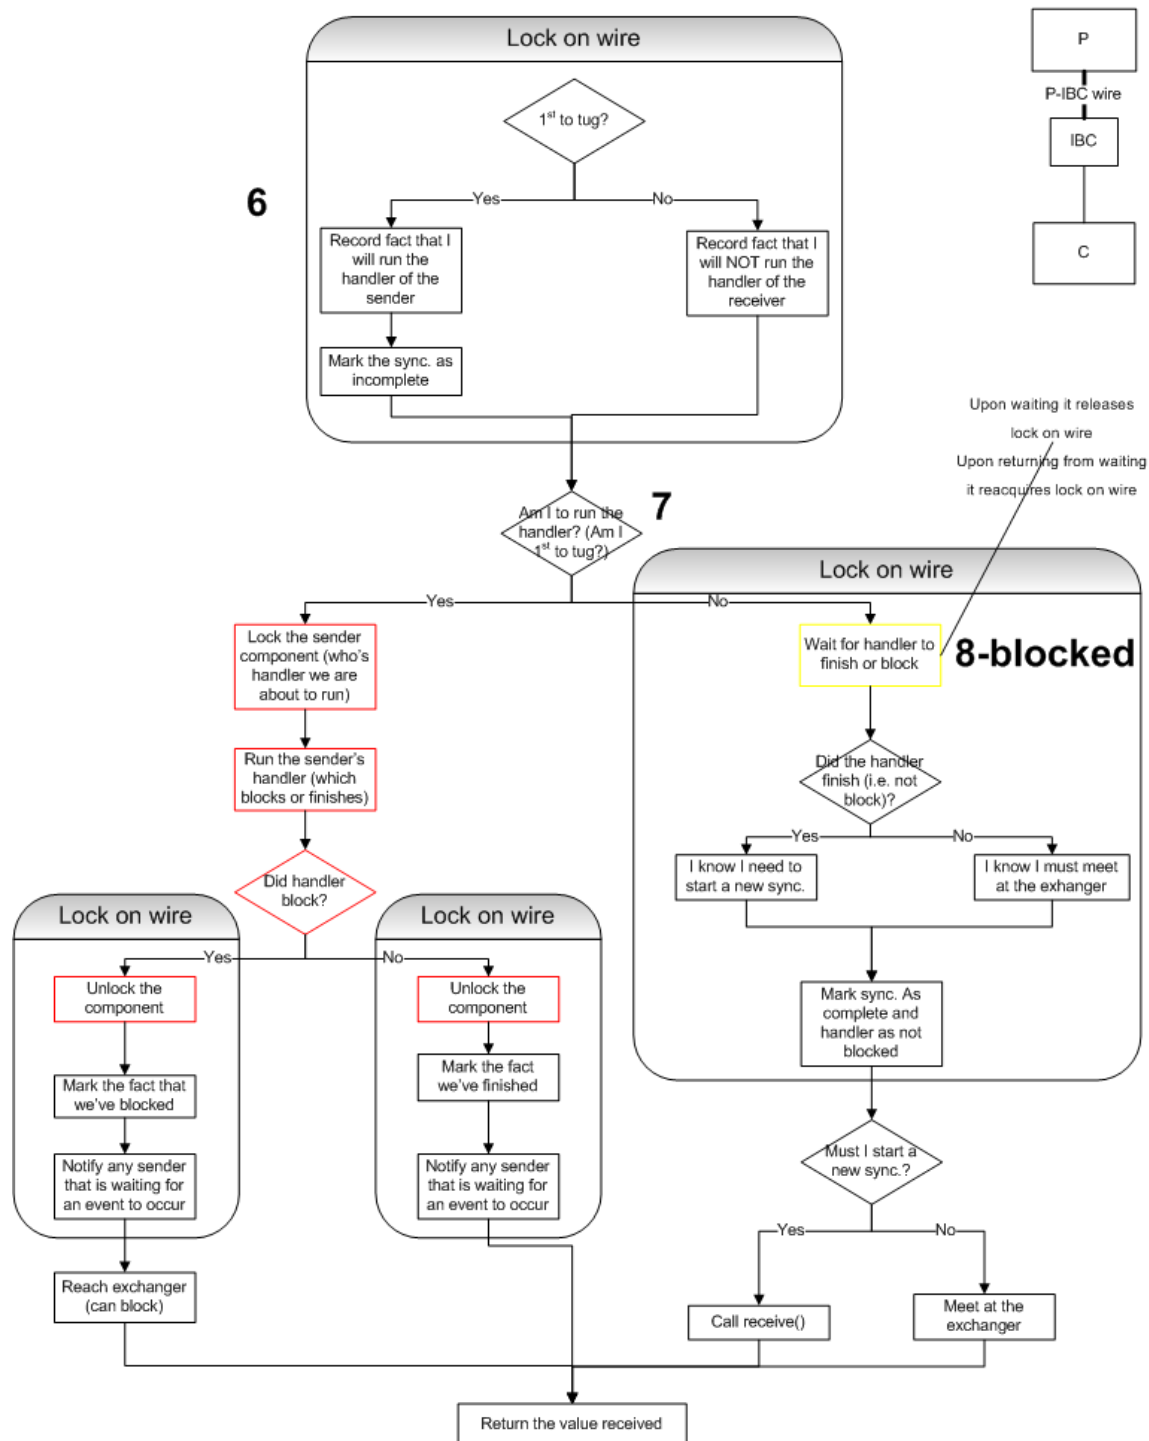 Lock on wire
P
P-IBC wire
IBC
C
1st to tug?
6
Yes
No
Record fact that I
will run the
handler of the
sender
Record fact that I
will NOT run the
handler of the
receiver
Mark the sync. as
incomplete
Upon waiting it releases
lock on wire
Upon returning from waiting
it reacquires lock on wire
Am I to run the
handler? (Am I
1st to tug?)
7
Lock on wire
Yes
No
Lock the sender
component (who's
handler we are
about to run)
Wait for handler to
finish or block
8-blocked
Run the sender's
handler (which
blocks or finishes)
Did the handler
finish (i.e. not
block)?
Yes
No
I know I need to
start a new sync.
I know I must meet
at the exhanger
Did handler
block?
Lock on wire
Lock on wire
Yes
No
Unlock the
component
Unlock the
component
Mark sync. As
complete and
handler as not
blocked
Mark the fact that
we've blocked
Mark the fact
we've finished
Must I start a
new sync.?
Notify any sender
that is waiting for
an event to occur
Notify any sender
that is waiting for
an event to occur
Yes
No
Reach exchanger
(can block)
Call receive()
Meet at the
exchanger
Return the value received